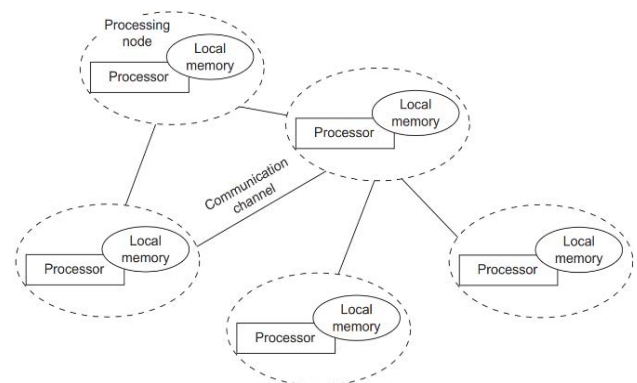 Processing
node
Local
memory
Processor
Local
memory
Processor
Communication
channel
Local
memory
Processor
Local
memory
Processor
Local
memory
Processor